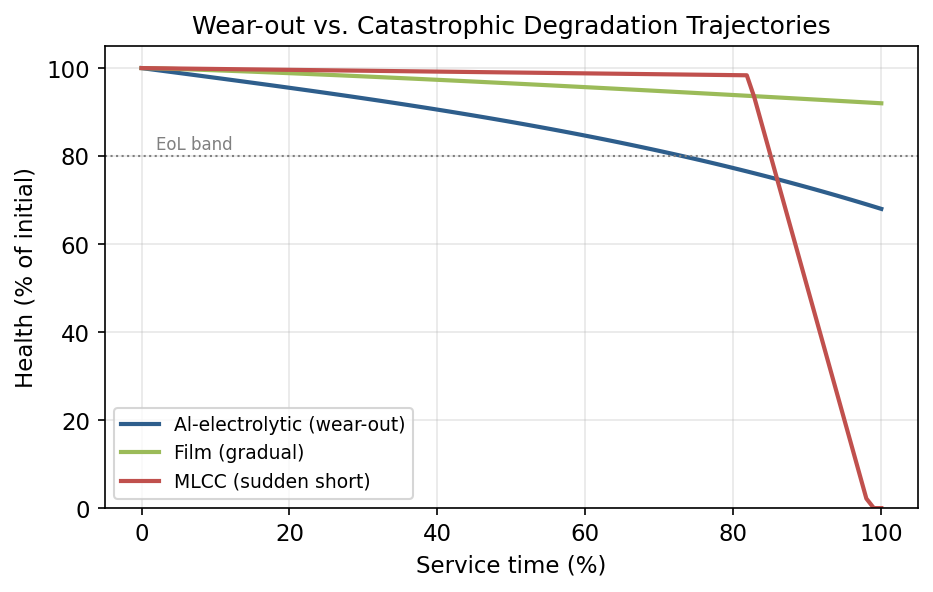 Wear-out vs. Catastrophic Degradation Trajectories
Health (% of initial)
100
80
60
40
20
0
EoL band
Al-electrolytic (wear-out)
Film (gradual)
MLCC (sudden short)
0 20 40 60 80 100
Service time (%)